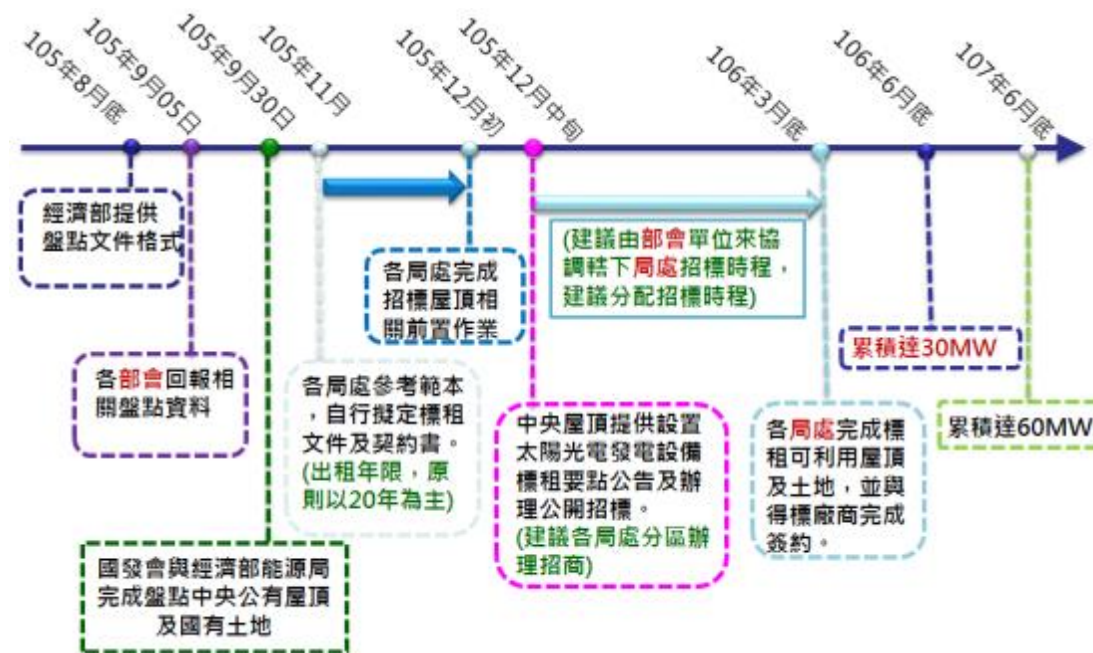 105年8月底
105年9月05日
105年9月30日
105年11月
105年12月初
105年12月中旬
106年3月底
106年6月底
107年6月底
經濟部提供
盤點文件格式
各部會回報相
關盤點資料
國發會與經濟部能源局
完成盤點中央公有屋頂
及國有土地
各局處參考範本
，自行擬定標租
文件及契約書。
(出租年限，原
則以20年為主)
各局處完成
招標屋頂相
關前置作業
中央屋頂提供設置
太陽光電發電設備
標租要點公告及辦
理公開招標。
(建議各局處分區辦
理招商)
(建議由部會單位來協
調轄下局處招標時程，
建議分配招標時程)
各局處完成標
租可利用屋頂
及土地，並與
得標廠商完成
簽約。
累積達30MW
累積達60MW